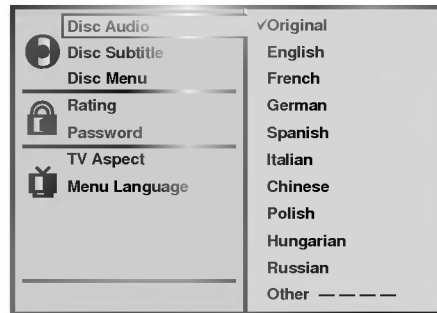 Disc Audio
Disc Subtitle
Disc Menu
Rating
Password
TV Aspect
Menu Language
✓Original
English
French
German
Spanish
Italian
Chinese
Polish
Hungarian
Russian
Other — — — —